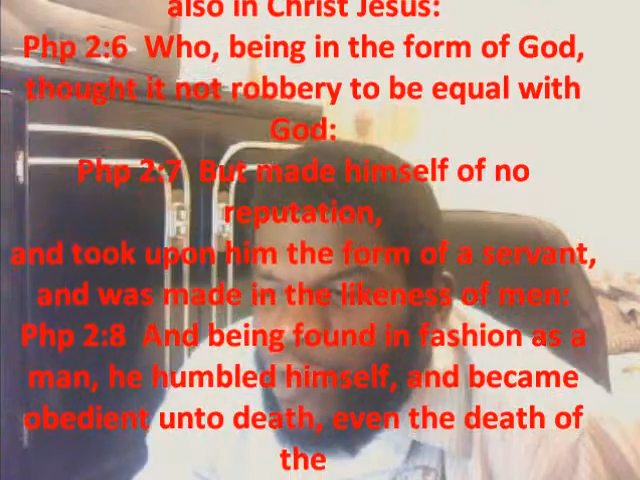 also in Christ Jesus:
Php 2:6 Who, being in the form of God,
thought it not robbery to be equal with
God:
Php 2:7 But made himself of no
reputation,
and took upon him the form of a servant,
and was made in the likeness of men:
Php 2:8 And being found in fashion as a
man, he humbled himself, and became
obedient unto death, even the death of
the